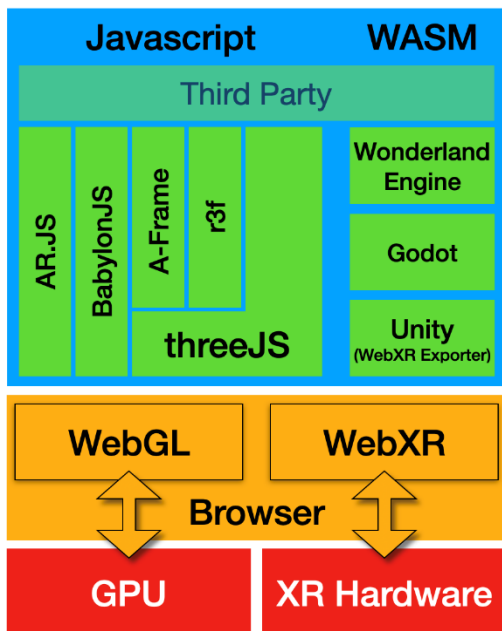 Javascript
WASM
Third Party
AR.JS
BabylonJS
A-Frame
r3f
threeJS
Wonderland
Engine
Godot
Unity
(WebXR Exporter)
WebGL
WebXR
Browser
GPU
XR Hardware